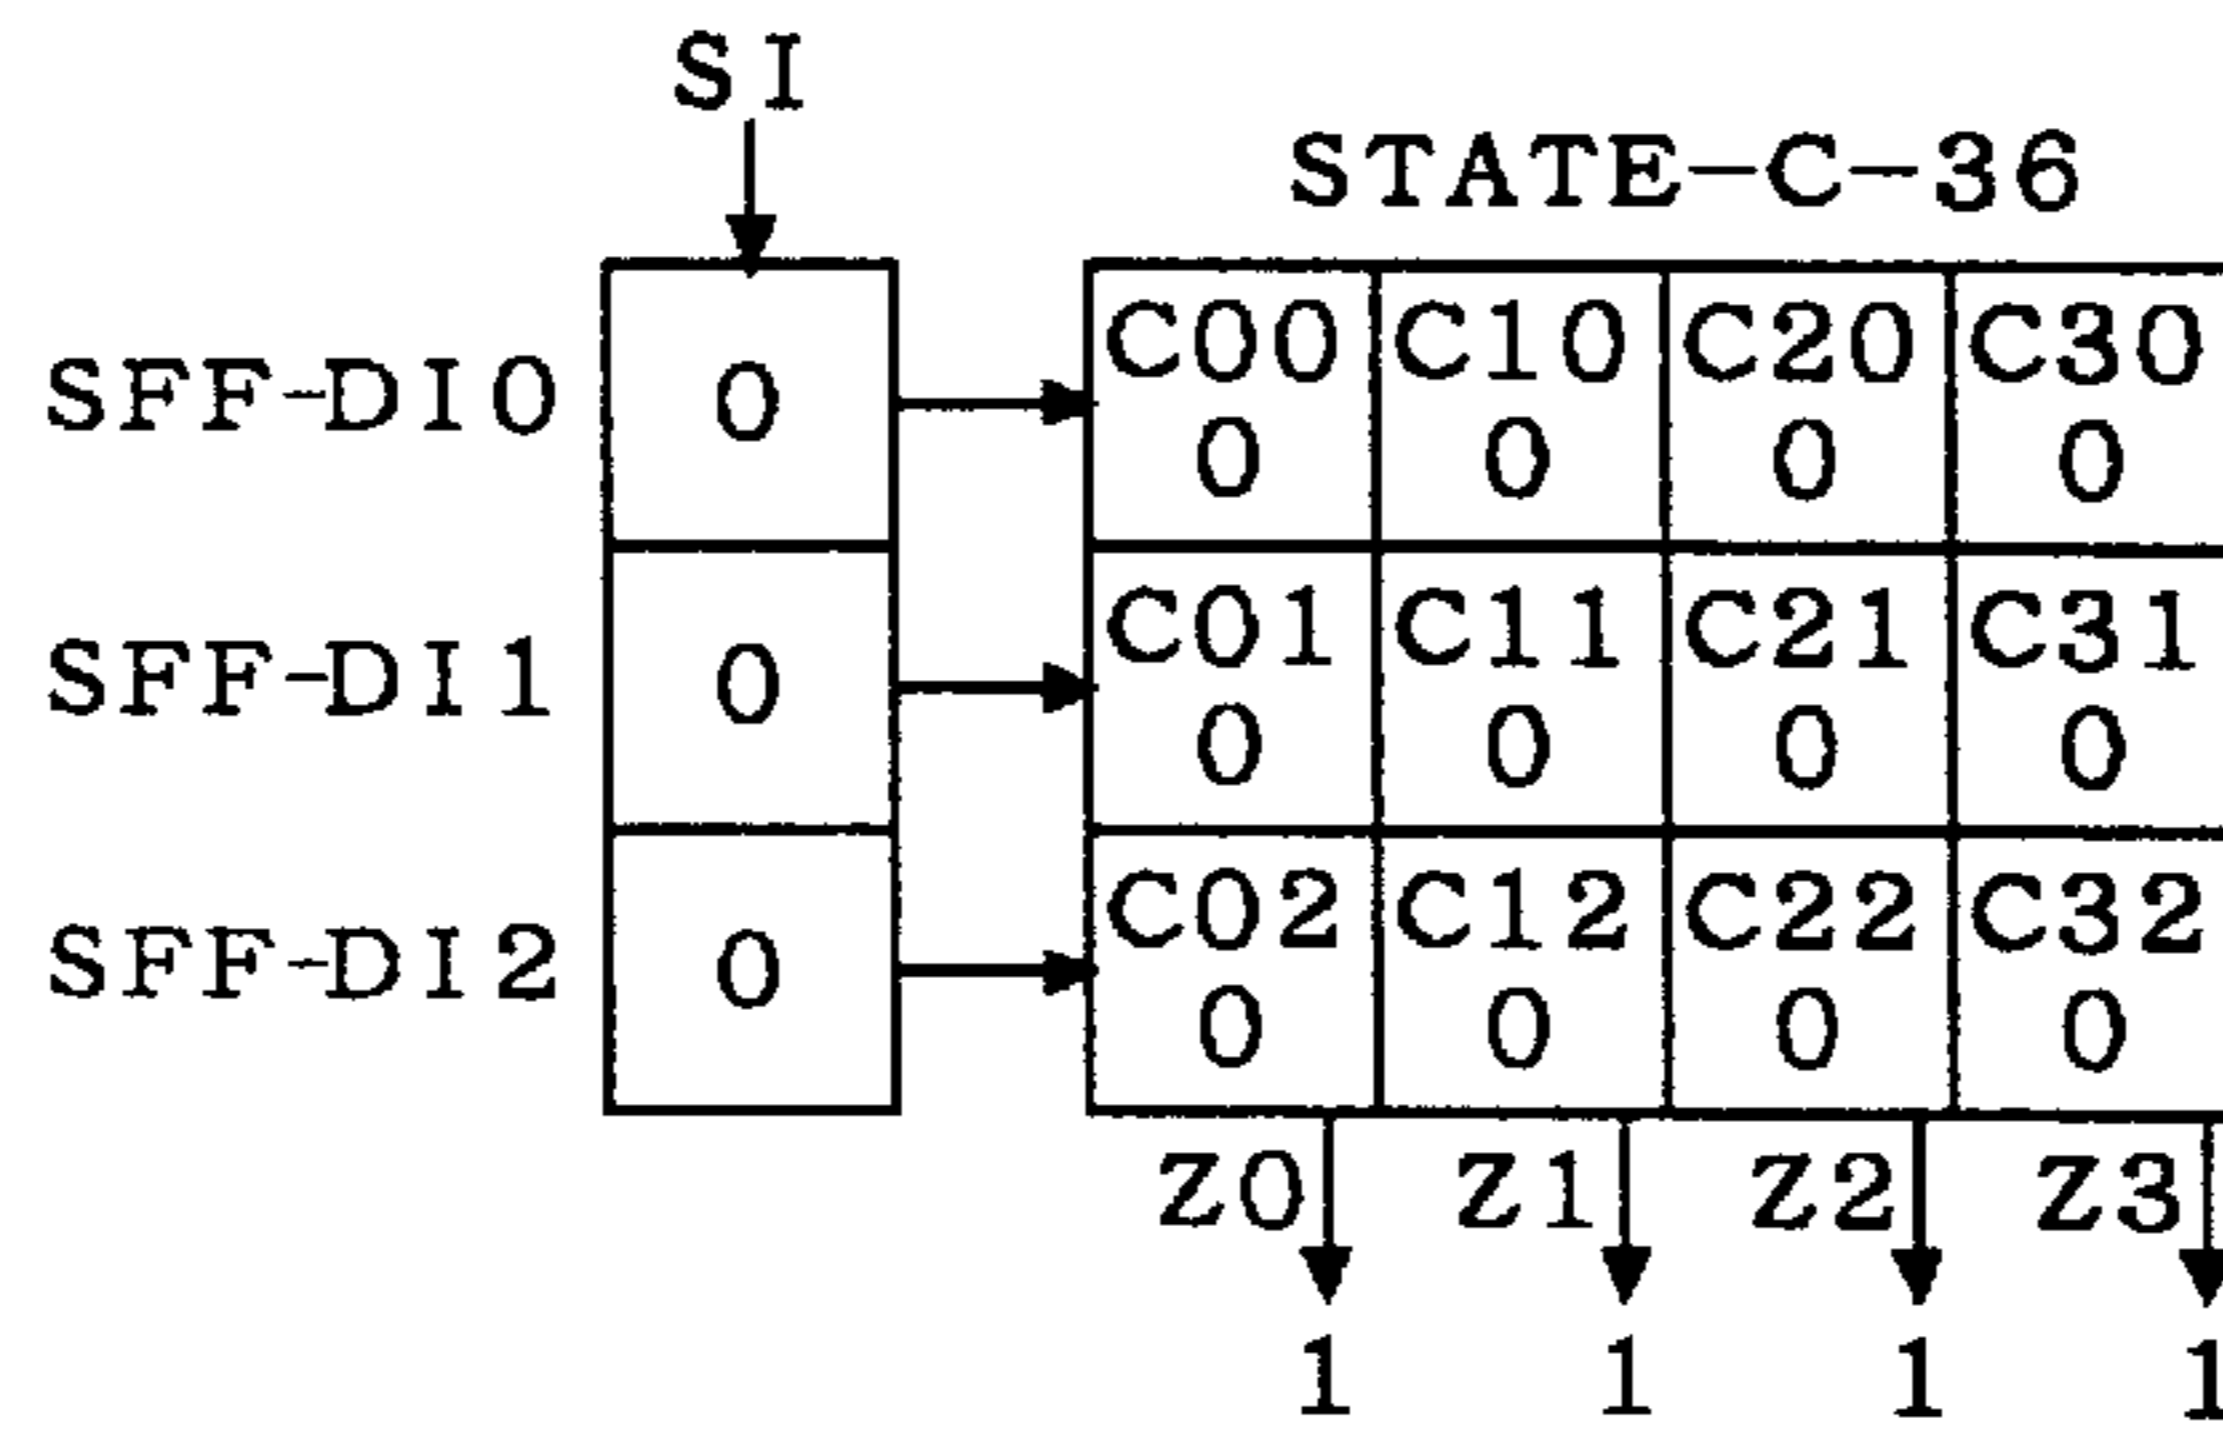 SI
STATE-C-36
C00 C10 C20 C30
SFF-DI0 0 0 0 0 0
C01 C11 C21 C31
SFF-DI1 0 0 0 0 0
C02 C12 C22 C32
SFF-DI2 0 0 0 0 0
Z0 Z1 Z2 Z3
1 1 1 1